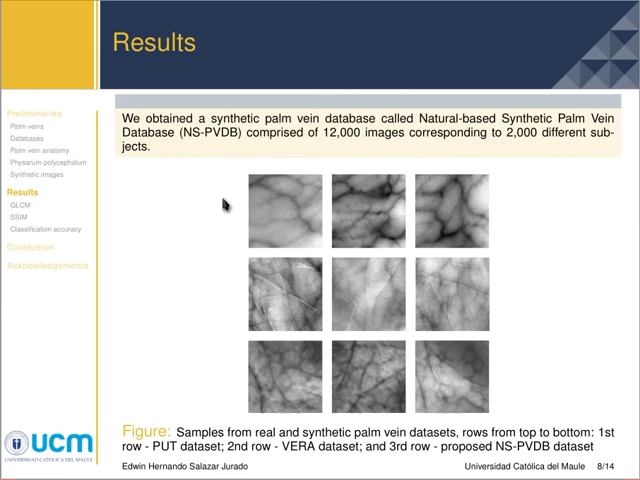 Results
Preliminaries
Palm veins
Databases
Palm vein anatomy
Physarum polycephalum
Synthetic images
Results
GLCM
SSIM
Classification accuracy
Conclusion
Acknowledgements
We obtained a synthetic palm vein database called Natural-based Synthetic Palm Vein
Database (NS-PVDB) comprised of 12,000 images corresponding to 2,000 different sub-
jects.
Figure: Samples from real and synthetic palm vein datasets, rows from top to bottom: 1st
row - PUT dataset; 2nd row - VERA dataset; and 3rd row - proposed NS-PVDB dataset
ucm
UNIVERSIDAD CATÓLICA DEL MAULE
Edwin Hernando Salazar Jurado
Universidad Católica del Maule 8/14